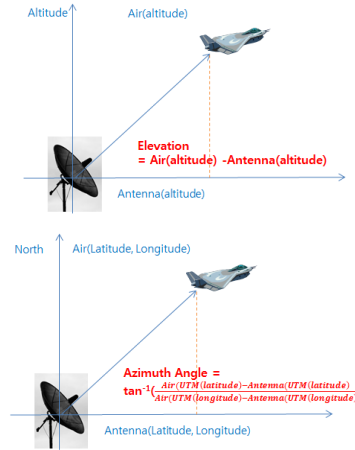 Altitude
Air(altitude)
Elevation
= Air(altitude) -Antenna(altitude)
Antenna(altitude)
North
Air(Latitude, Longitude)
Azimuth Angle =
tan⁻¹(Air(UTM(latitude)−Antenna(UTM(latitude)
Air(UTM(longitude)−Antenna(UTM(longitude)
Antenna(Latitude, Longitude)